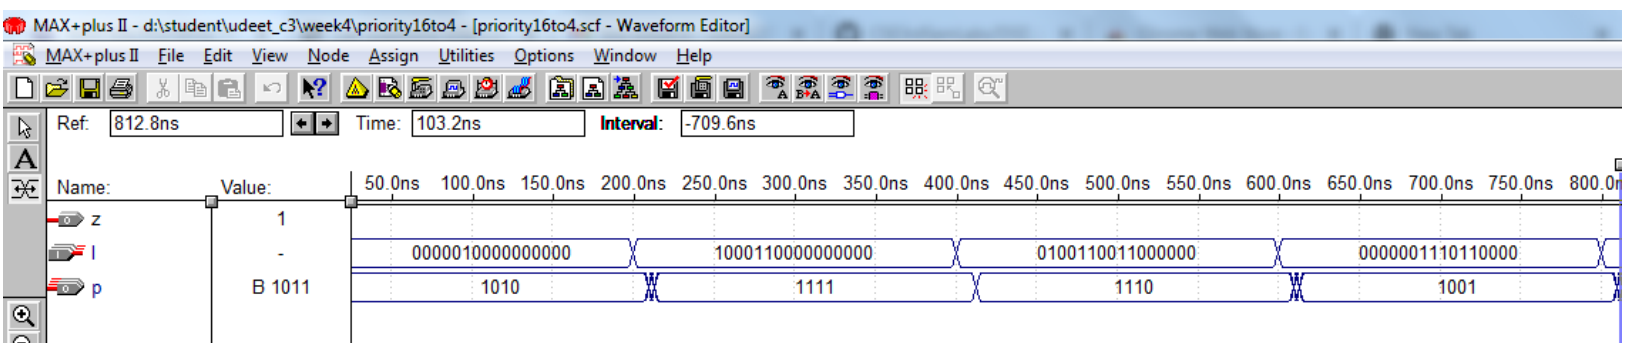 MAX+plus II - d:\student\udeet_c3\week4\priority16to4 - [priority16to4.scf - Waveform Editor]
MAX+plus II File Edit View Node Assign Utilities Options Window Help
Ref: 812.8ns Time: 103.2ns Interval: -709.6ns
Name: Value: 50.0ns 100.0ns 150.0ns 200.0ns 250.0ns 300.0ns 350.0ns 400.0ns 450.0ns 500.0ns 550.0ns 600.0ns 650.0ns 700.0ns 750.0ns 800.0n
z 1
I - 0000010000000000 1000110000000000 0100110011000000 0000001110110000
p B 1011 1010 1111 1110 1001